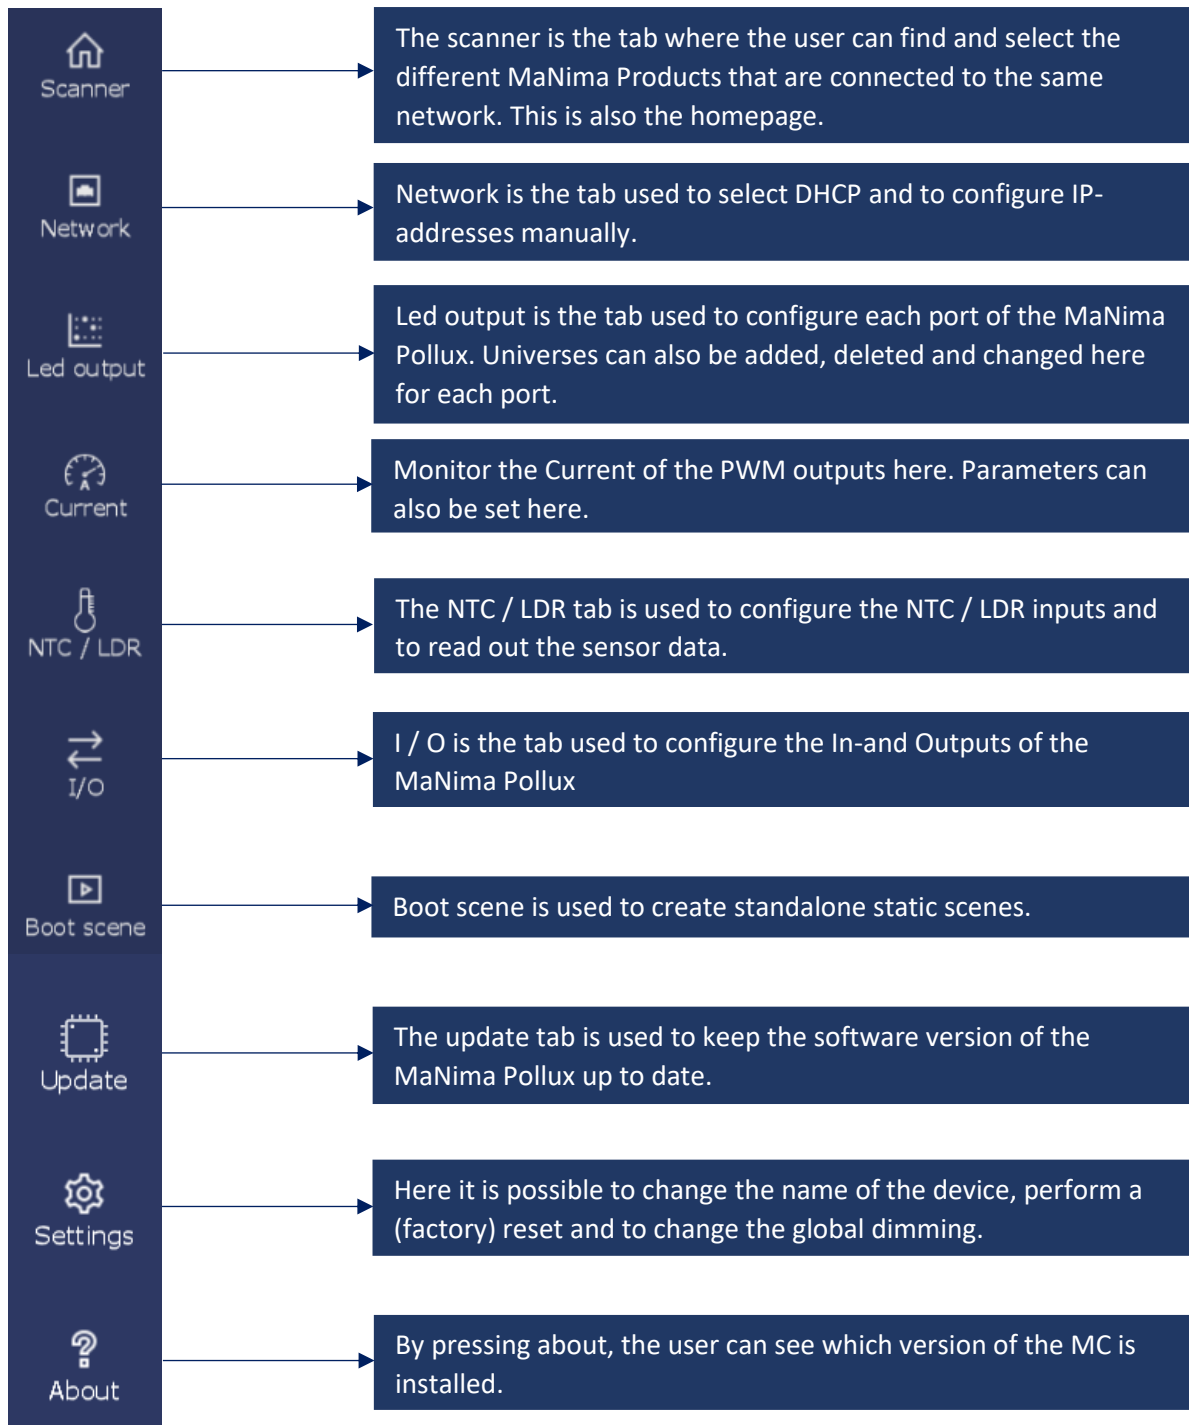 Scanner
The scanner is the tab where the user can find and select the
different MaNima Products that are connected to the same
network. This is also the homepage.
Network
Network is the tab used to select DHCP and to configure IP-
addresses manually.
Led output
Led output is the tab used to configure each port of the MaNima
Pollux. Universes can also be added, deleted and changed here
for each port.
A
Current
Monitor the Current of the PWM outputs here. Parameters can
also be set here.
NTC / LDR
The NTC / LDR tab is used to configure the NTC / LDR inputs and
to read out the sensor data.
I/O
I / O is the tab used to configure the In-and Outputs of the
MaNima Pollux
Boot scene
Boot scene is used to create standalone static scenes.
Update
The update tab is used to keep the software version of the
MaNima Pollux up to date.
Settings
Here it is possible to change the name of the device, perform a
(factory) reset and to change the global dimming.
?
About
By pressing about, the user can see which version of the MC is
installed.